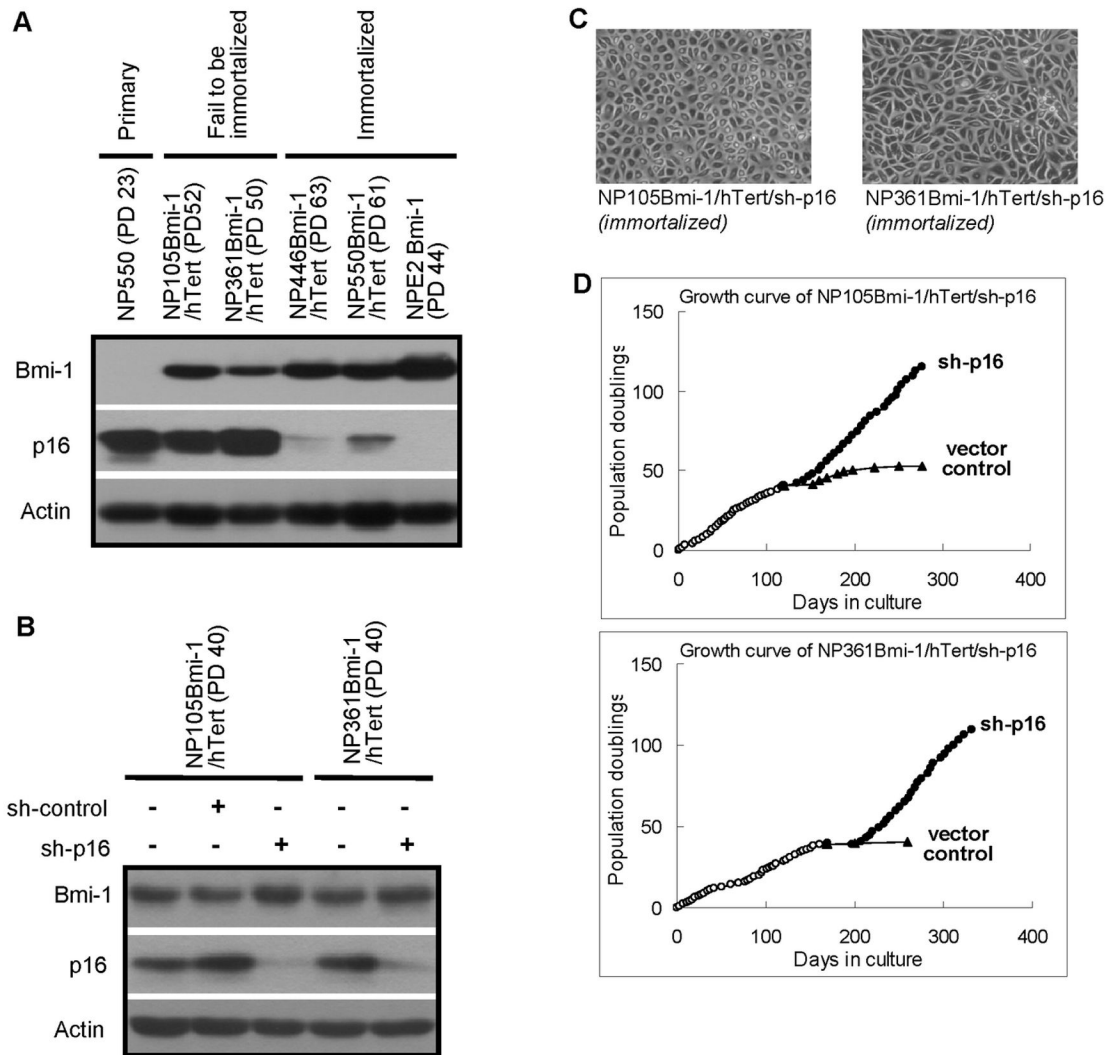 A
Primary
Fail to be
immortalized
Immortalized
NP550 (PD 23)
NP105Bmi-1
/hTert (PD52)
NP361Bmi-1
/hTert (PD 50)
NP446Bmi-1
/hTert (PD 63)
NP550Bmi-1
/hTert (PD 61)
NPE2 Bmi-1
(PD 44)
Bmi-1
p16
Actin
B
NP105Bmi-1
/hTert (PD 40)
NP361Bmi-1
/hTert (PD 40)
sh-control - + - - -
sh-p16 - - + - +
Bmi-1
p16
Actin
C
NP105Bmi-1/hTert/sh-p16
(immortalized)
NP361Bmi-1/hTert/sh-p16
(immortalized)
D
Growth curve of NP105Bmi-1/hTert/sh-p16
Population doublings
150
100
50
0
sh-p16
vector
control
0 100 200 300 400
Days in culture
Growth curve of NP361Bmi-1/hTert/sh-p16
Population doublings
150
100
50
0
sh-p16
vector
control
0 100 200 300 400
Days in culture